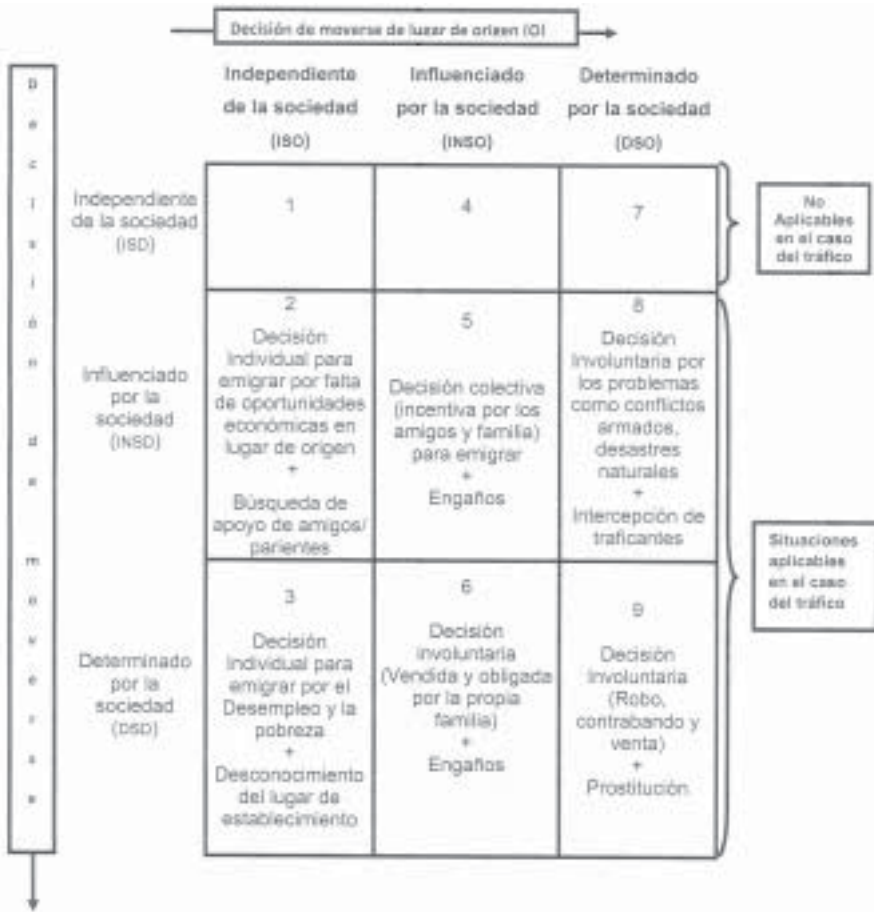 Decisión de moverse de lugar de origen (O)
Independiente
de la sociedad
(ISO)
Influenciado
por la sociedad
(INSO)
Determinado
por la sociedad
(DSO)
Decisión de moverse
Independiente
de la sociedad
(ISD)
1
4
7
No
Aplicables
en el caso
del tráfico
Influenciado
por la
sociedad
(INSD)
2
Decisión
Individual para
emigrar por falta
de oportunidades
económicas en
lugar de origen
+
Búsqueda de
apoyo de amigos/
parientes
5
Decisión colectiva
(incentiva por los
amigos y familia)
para emigrar
+
Engaños
8
Decisión
Involuntaria por
los problemas
como conflictos
armados,
desastres
naturales
+
Intercepción de
traficantes
Situaciones
aplicables
en el caso
del tráfico
Determinado
por la
sociedad
(DSD)
3
Decisión
Individual para
emigrar por el
Desempleo y la
pobreza
+
Desconocimiento
del lugar de
establecimiento
6
Decisión
involuntaria
(Vendida y obligada
por la propia
familia)
+
Engaños
9
Decisión
Involuntaria
(Robo,
contrabando y
venta)
+
Prostitución